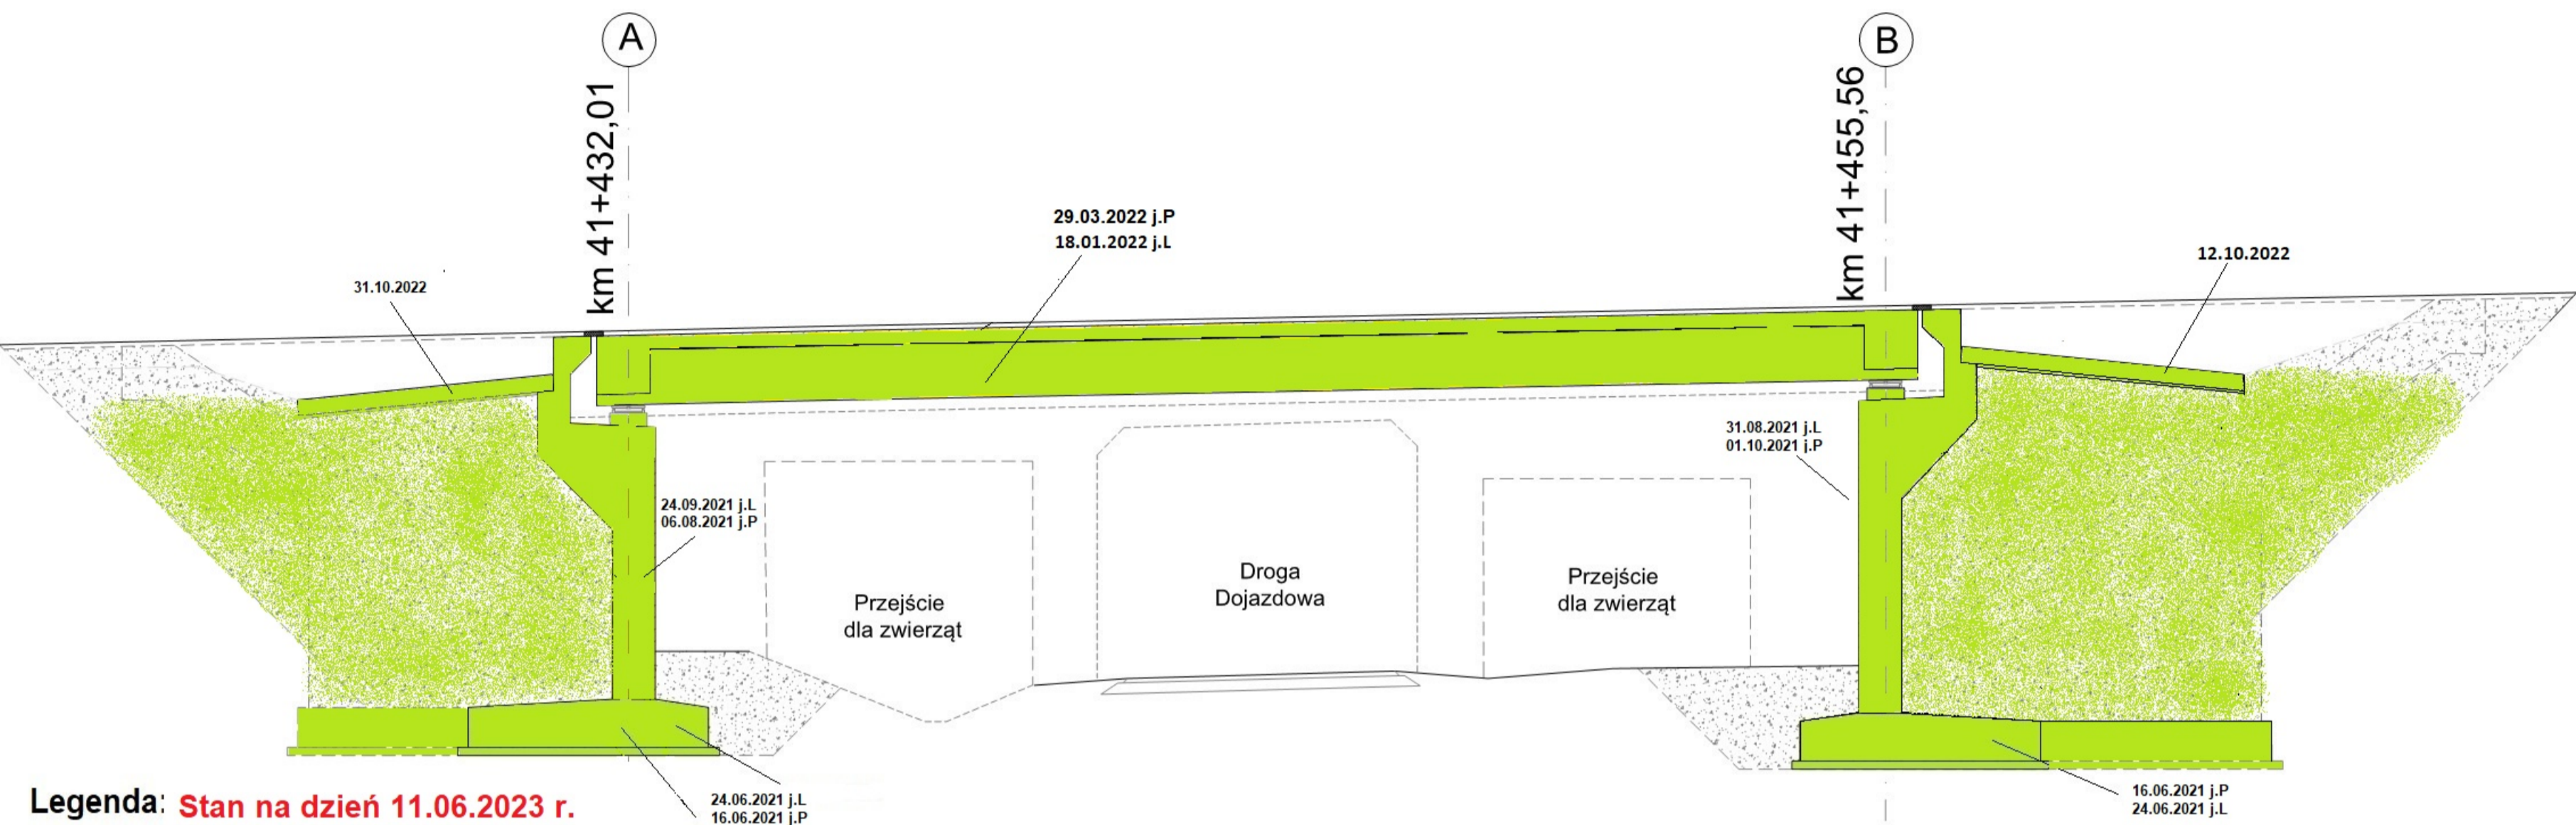 A
B
km 41+432,01
km 41+455,56
29.03.2022 j.P
18.01.2022 j.L
12.10.2022
31.10.2022
31.08.2021 j.L
01.10.2021 j.P
24.09.2021 j.L
06.08.2021 j.P
Przejście
dla zwierząt
Droga
Dojazdowa
Przejście
dla zwierząt
Legenda: Stan na dzień 11.06.2023 r.
24.06.2021 j.L
16.06.2021 j.P
16.06.2021 j.P
24.06.2021 j.L